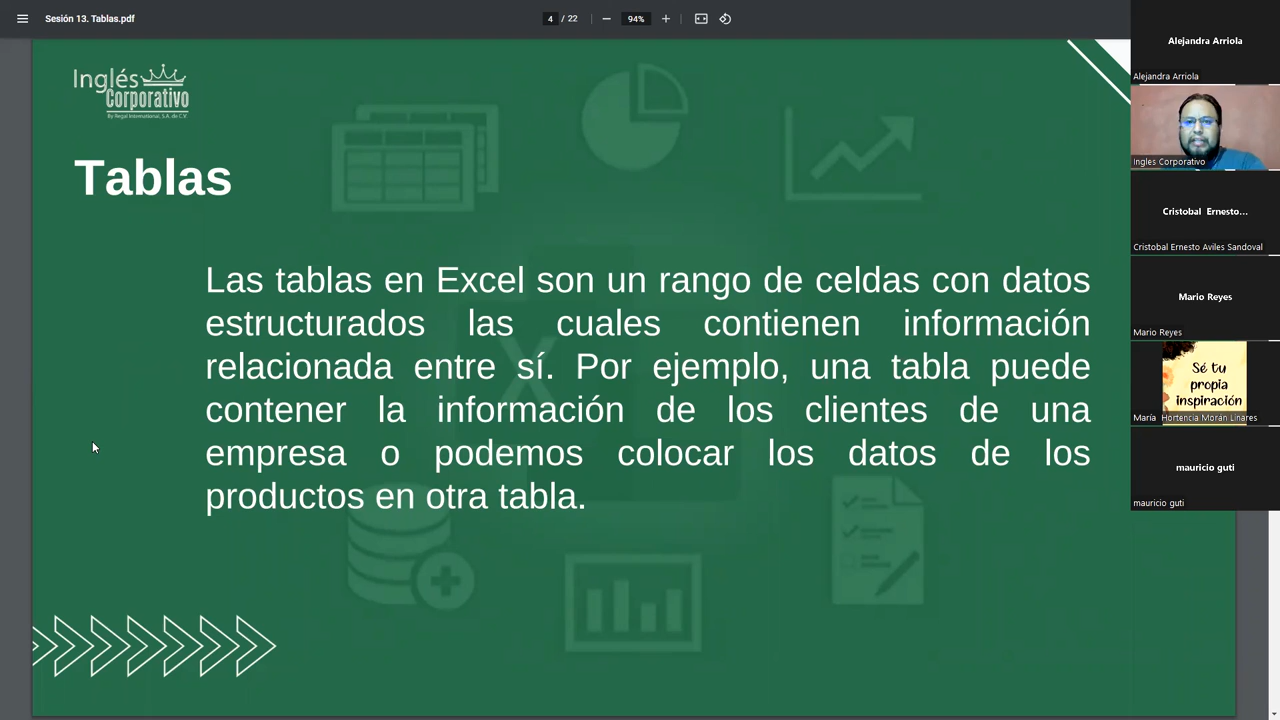 Sesión 13. Tablas.pdf
4 / 22
94%
Inglés
Corporativo
By Regal International, S.A. de C.V.
Tablas
Las tablas en Excel son un rango de celdas con datos
estructurados las cuales contienen información
relacionada entre sí. Por ejemplo, una tabla puede
contener la información de los clientes de una
empresa o podemos colocar los datos de los
productos en otra tabla.
Alejandra Arriola
Alejandra Arriola
Ingles Corporativo
Cristobal Ernesto...
Cristobal Ernesto Aviles Sandoval
Mario Reyes
Mario Reyes
Sé tu
propia
inspiración
María Hortencia Morán Linares
mauricio guti
mauricio guti